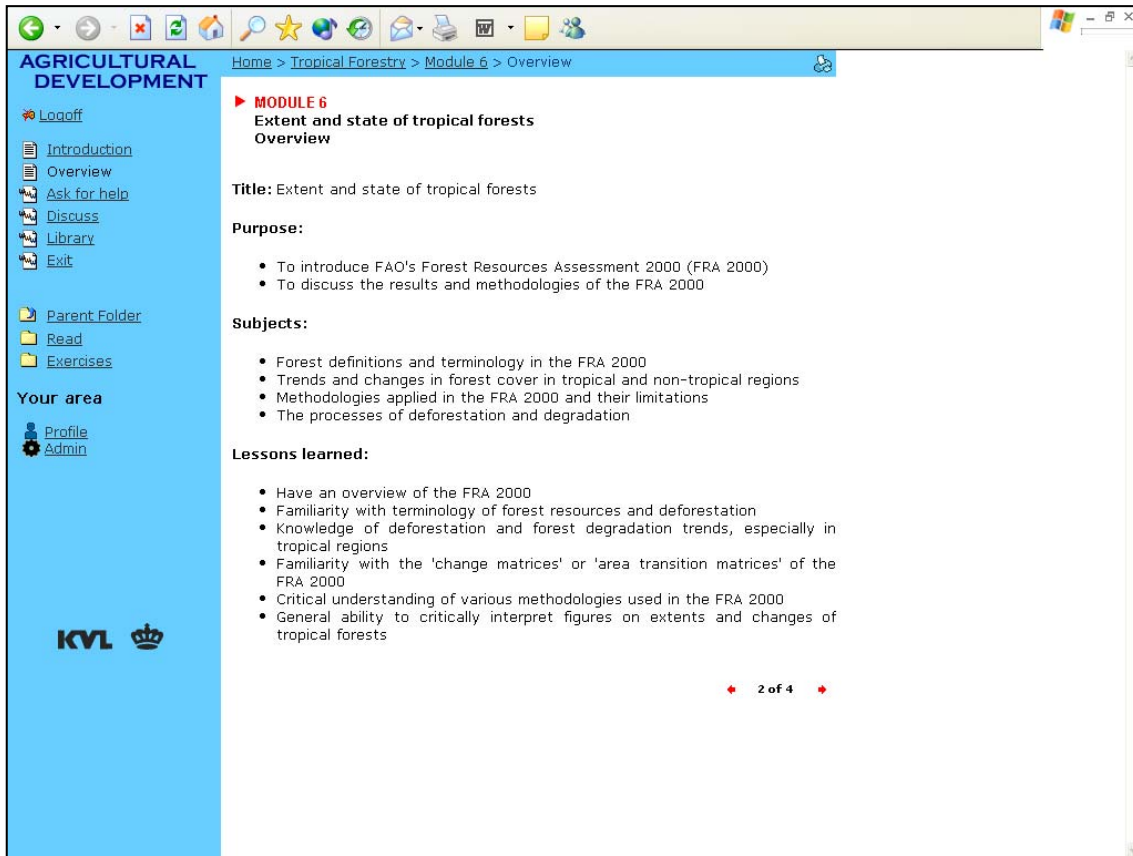 AGRICULTURAL
DEVELOPMENT
Logoff
Introduction
Overview
Ask for help
Discuss
Library
Exit
Parent Folder
Read
Exercises
Your area
Profile
Admin
KVL
Home > Tropical Forestry > Module 6 > Overview
MODULE 6
Extent and state of tropical forests
Overview
Title: Extent and state of tropical forests
Purpose:
• To introduce FAO's Forest Resources Assessment 2000 (FRA 2000)
• To discuss the results and methodologies of the FRA 2000
Subjects:
• Forest definitions and terminology in the FRA 2000
• Trends and changes in forest cover in tropical and non-tropical regions
• Methodologies applied in the FRA 2000 and their limitations
• The processes of deforestation and degradation
Lessons learned:
• Have an overview of the FRA 2000
• Familiarity with terminology of forest resources and deforestation
• Knowledge of deforestation and forest degradation trends, especially in
tropical regions
• Familiarity with the 'change matrices' or 'area transition matrices' of the
FRA 2000
• Critical understanding of various methodologies used in the FRA 2000
• General ability to critically interpret figures on extents and changes of
tropical forests
2 of 4